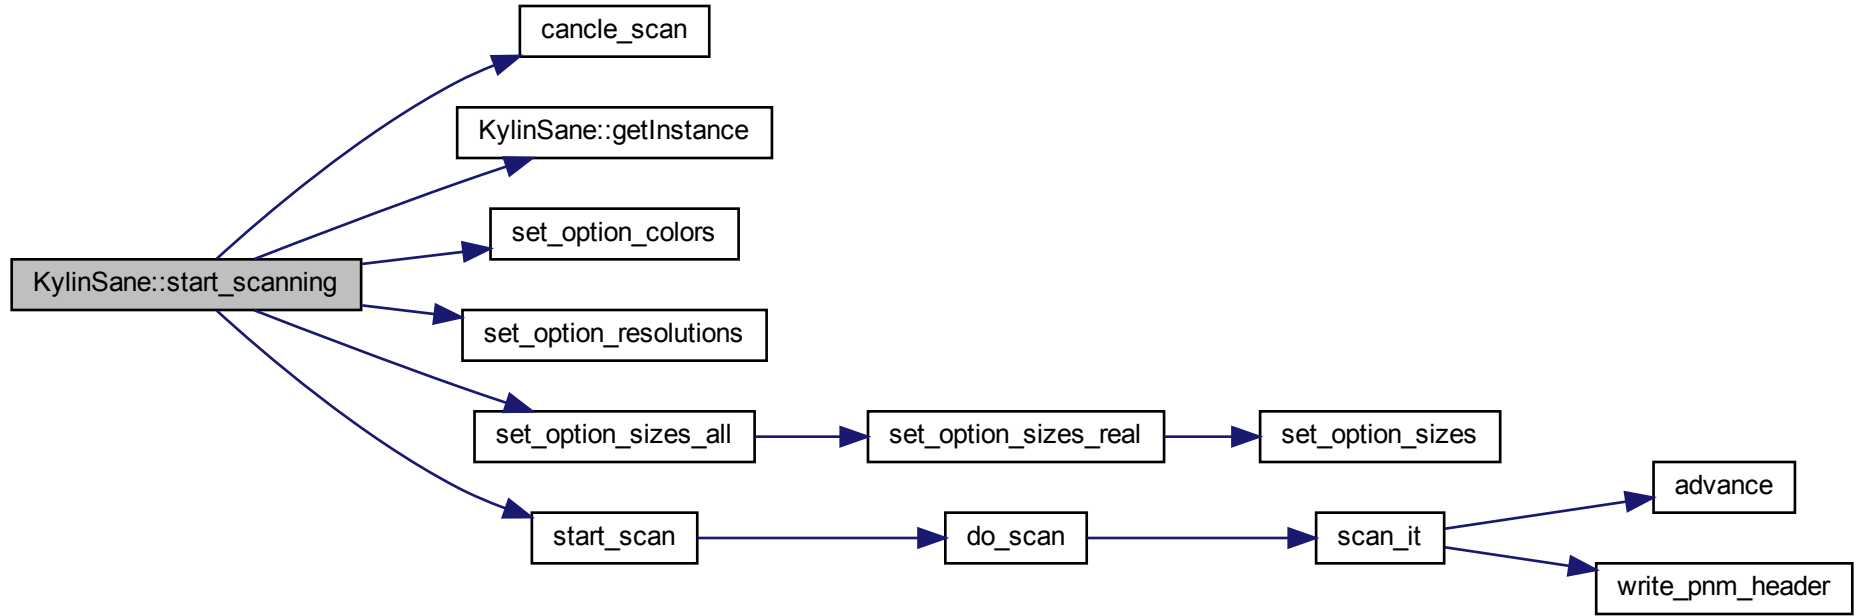 cancle_scan
KylinSane::getInstance
set_option_colors
KylinSane::start_scanning
set_option_resolutions
set_option_sizes_all
set_option_sizes_real
set_option_sizes
advance
start_scan
do_scan
scan_it
write_pnm_header